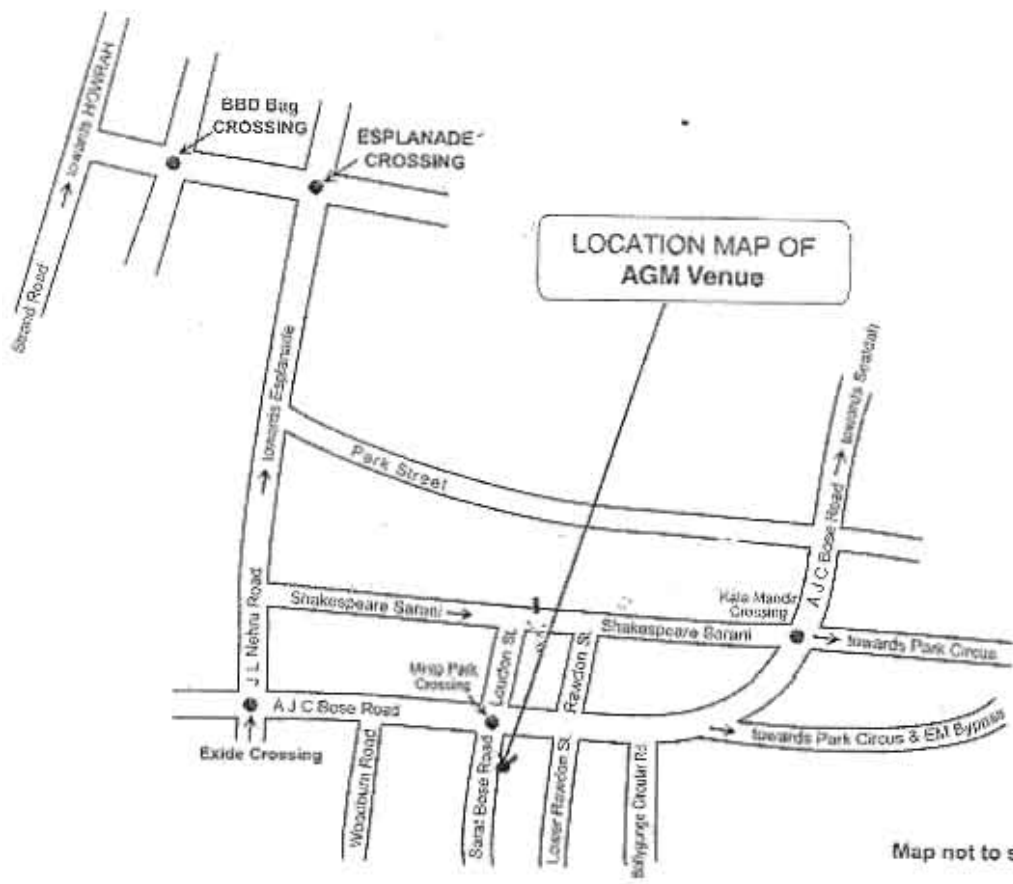 towards HOWRAH
Strand Road
BBD Bag
CROSSING
ESPLANADE
CROSSING
LOCATION MAP OF
AGM Venue
towards Esplanade
Park Street
J L Nehru Road
A J C Bose Road
towards Sealdah
Shakespeare Sarani
Kala Mandir
Crossing
Shakespeare Sarani
towards Park Circus
Loudon St.
Rawdon St.
Minto Park
Crossing
A J C Bose Road
Exide Crossing
Woodburn Road
Sarat Bose Road
Lower Rawdon St.
Ballygunge Circular Rd
towards Park Circus & EM Bypass
Map not to s